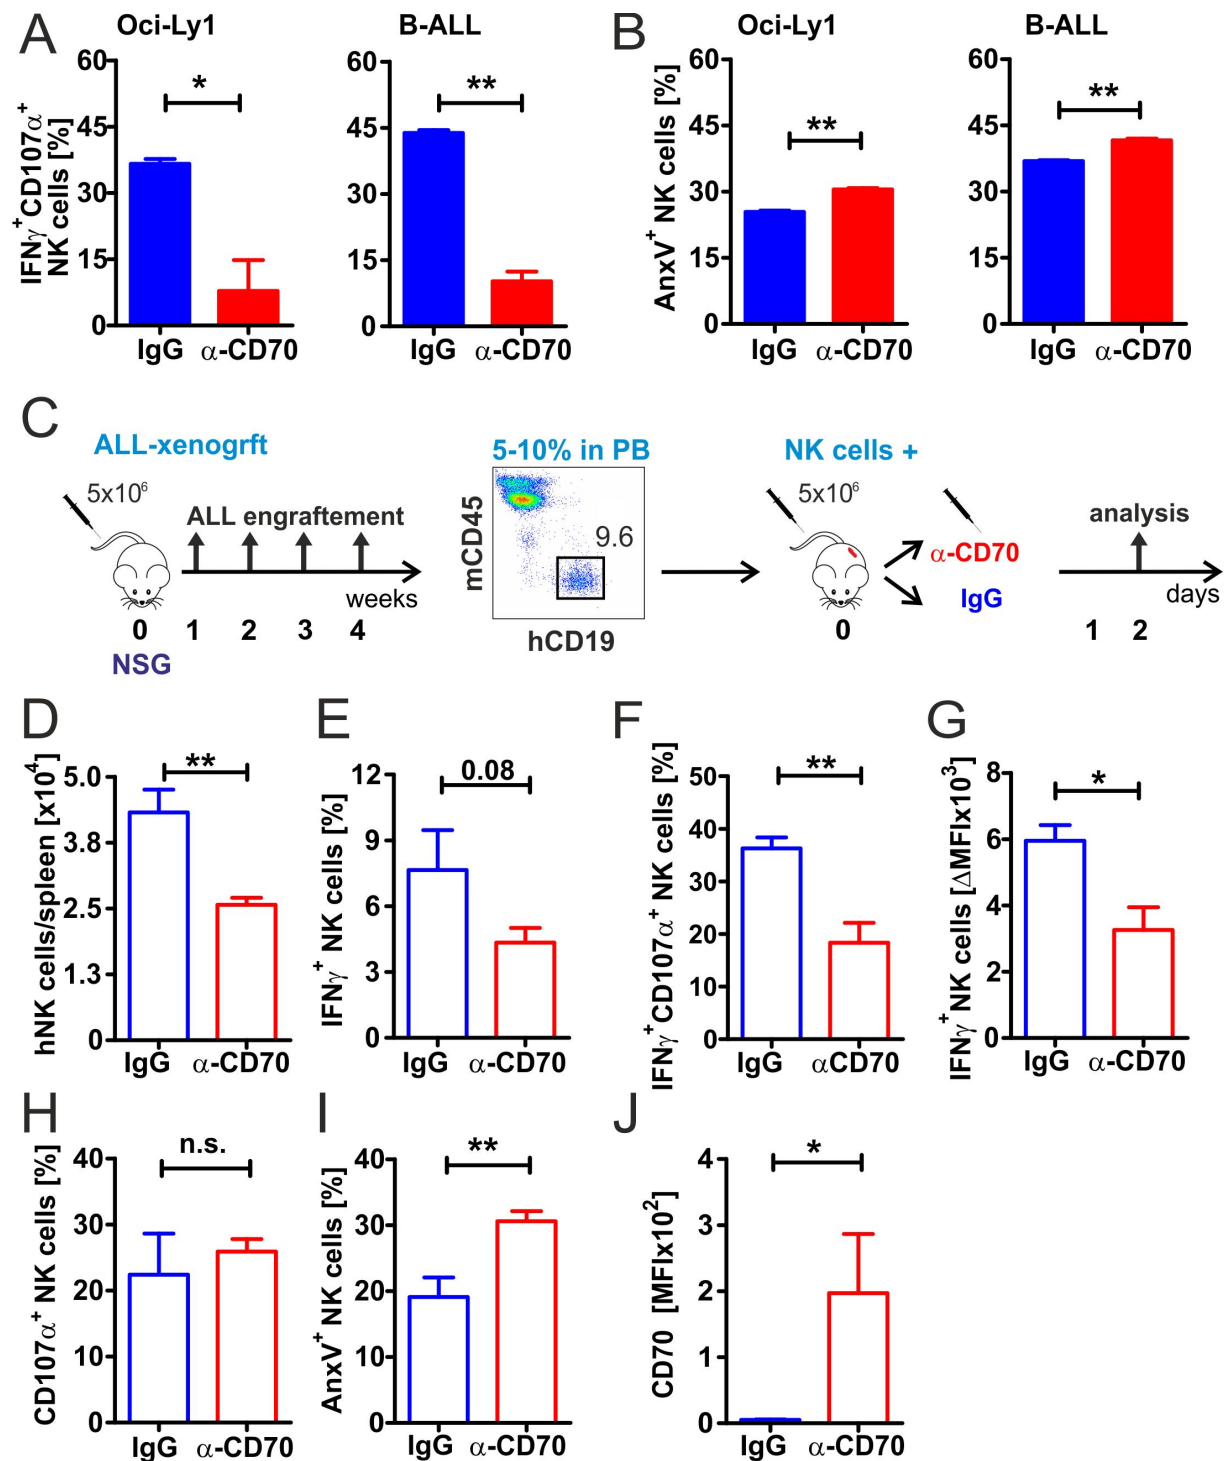 A
Oci-Ly1
B-ALL
IFNγ+CD107α+
NK cells [%]
60
45
30
15
0
*
IgG
α-CD70
60
45
30
15
0
**
IgG
α-CD70
B
Oci-Ly1
B-ALL
AnxV+ NK cells [%]
60
45
30
15
0
**
IgG
α-CD70
60
45
30
15
0
**
IgG
α-CD70
C
ALL-xenogrft
5x10⁶
ALL engraftement
weeks
0
1
2
3
4
NSG
5-10% in PB
mCD45
9.6
hCD19
NK cells +
5x10⁶
α-CD70
IgG
0
analysis
days
1
2
D
hNK cells/spleen [x10⁴]
5.0
3.8
2.5
1.3
0
**
IgG
α-CD70
E
IFNγ+ NK cells [%]
12
9
6
3
0
0.08
IgG
α-CD70
F
IFNγ+CD107α+ NK cells [%]
50
40
30
20
10
0
**
IgG
αCD70
G
IFNγ+ NK cells [ΔMFIx10³]
8
6
4
2
0
*
IgG
α-CD70
H
CD107α+ NK cells [%]
40
30
20
10
0
n.s.
IgG
α-CD70
I
AnxV+ NK cells [%]
40
30
20
10
0
**
IgG
α-CD70
J
CD70 [MFIx10²]
4
3
2
1
0
*
IgG
α-CD70